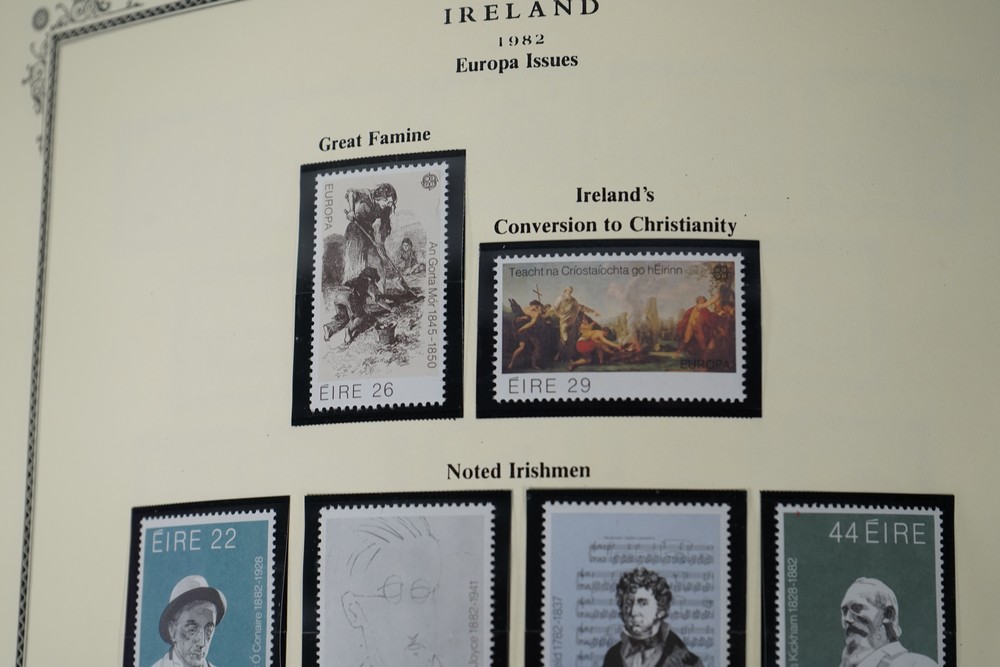 IRELAND
1982
Europa Issues
Great Famine
EUROPA
An Gorta Mór 1845-1850
ÉIRE 26
Ireland's
Conversion to Christianity
Teacht na Críostaíochta go hÉirinn
EUROPA
ÉIRE 29
Noted Irishmen
ÉIRE 22
Ó Conaire 1882-1928
Joyce 1882-1941
1782-1837
44 ÉIRE
Kickham 1828-1882